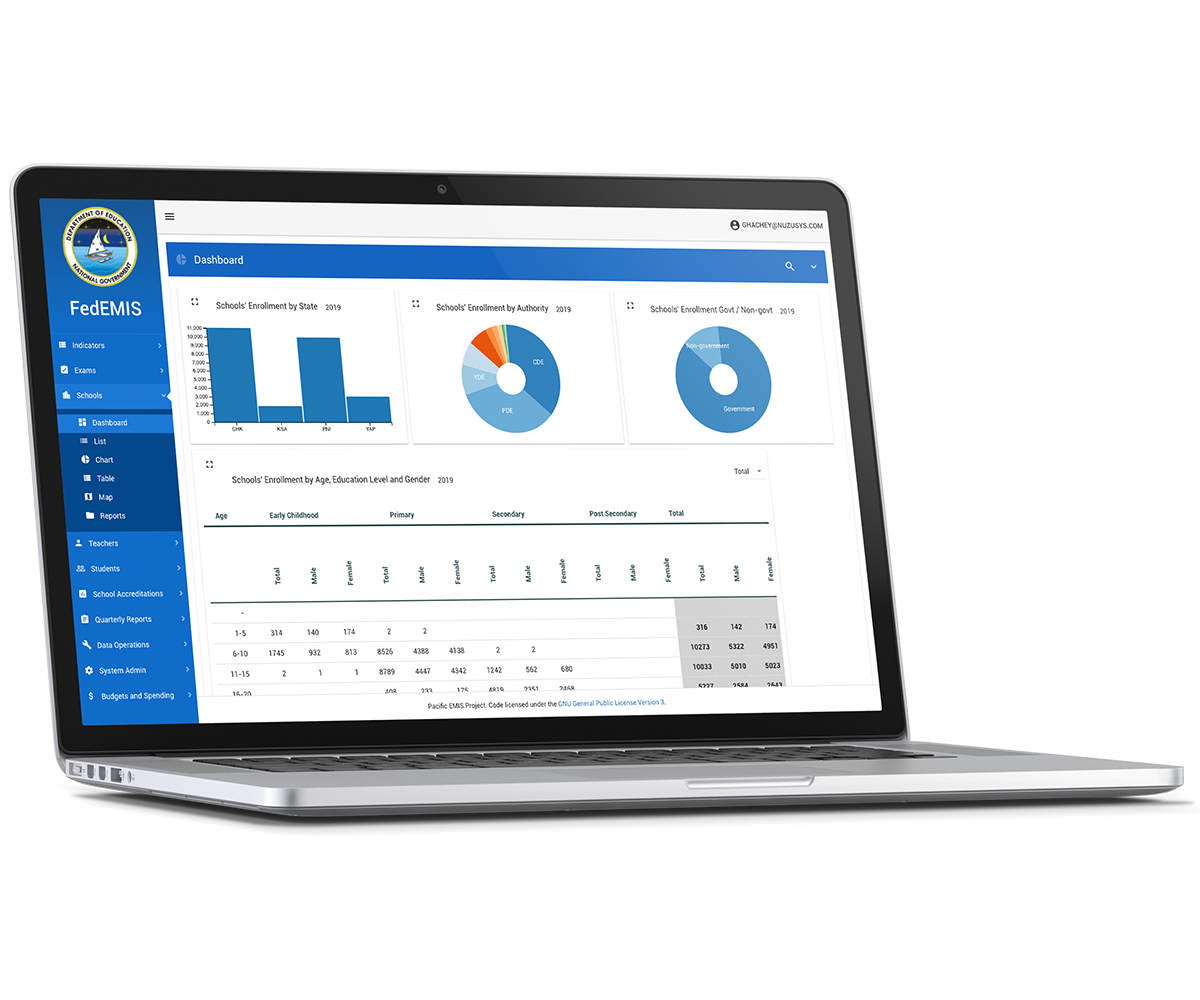 DEPARTMENT OF EDUCATION
NATIONAL GOVERNMENT
FedEMIS
Indicators
Exams
Schools
Dashboard
List
Chart
Table
Map
Reports
Teachers
Students
School Accreditations
Quarterly Reports
Data Operations
System Admin
Budgets and Spending
GHACHEY@NUZUSYS.COM
Dashboard
Schools' Enrollment by State 2019
11,000
10,000
9,000
8,000
7,000
6,000
5,000
4,000
3,000
2,000
1,000
0
CHK KSA PNI YAP
Schools' Enrollment by Authority 2019
YDE
PDE
Schools' Enrollment Govt / Non-govt 2019
Non-government
Government
Schools' Enrollment by Age, Education Level and Gender 2019
Total
Age Early Childhood Primary Secondary Post Secondary Total
Total Male Female Total Male Female Total Male Female Total Male Female Total Male Female
-
1-5 314 140 174 2 2 316 142 174
6-10 1745 932 813 8526 4388 4138 2 2 10273 5322 4951
11-15 2 1 1 8789 4447 4342 1242 562 680 10033 5010 5023
16-20 408 233 175 4819 2351 2468 5227 2584 2643
Pacific EMIS Project. Code licensed under the GNU General Public License Version 3.